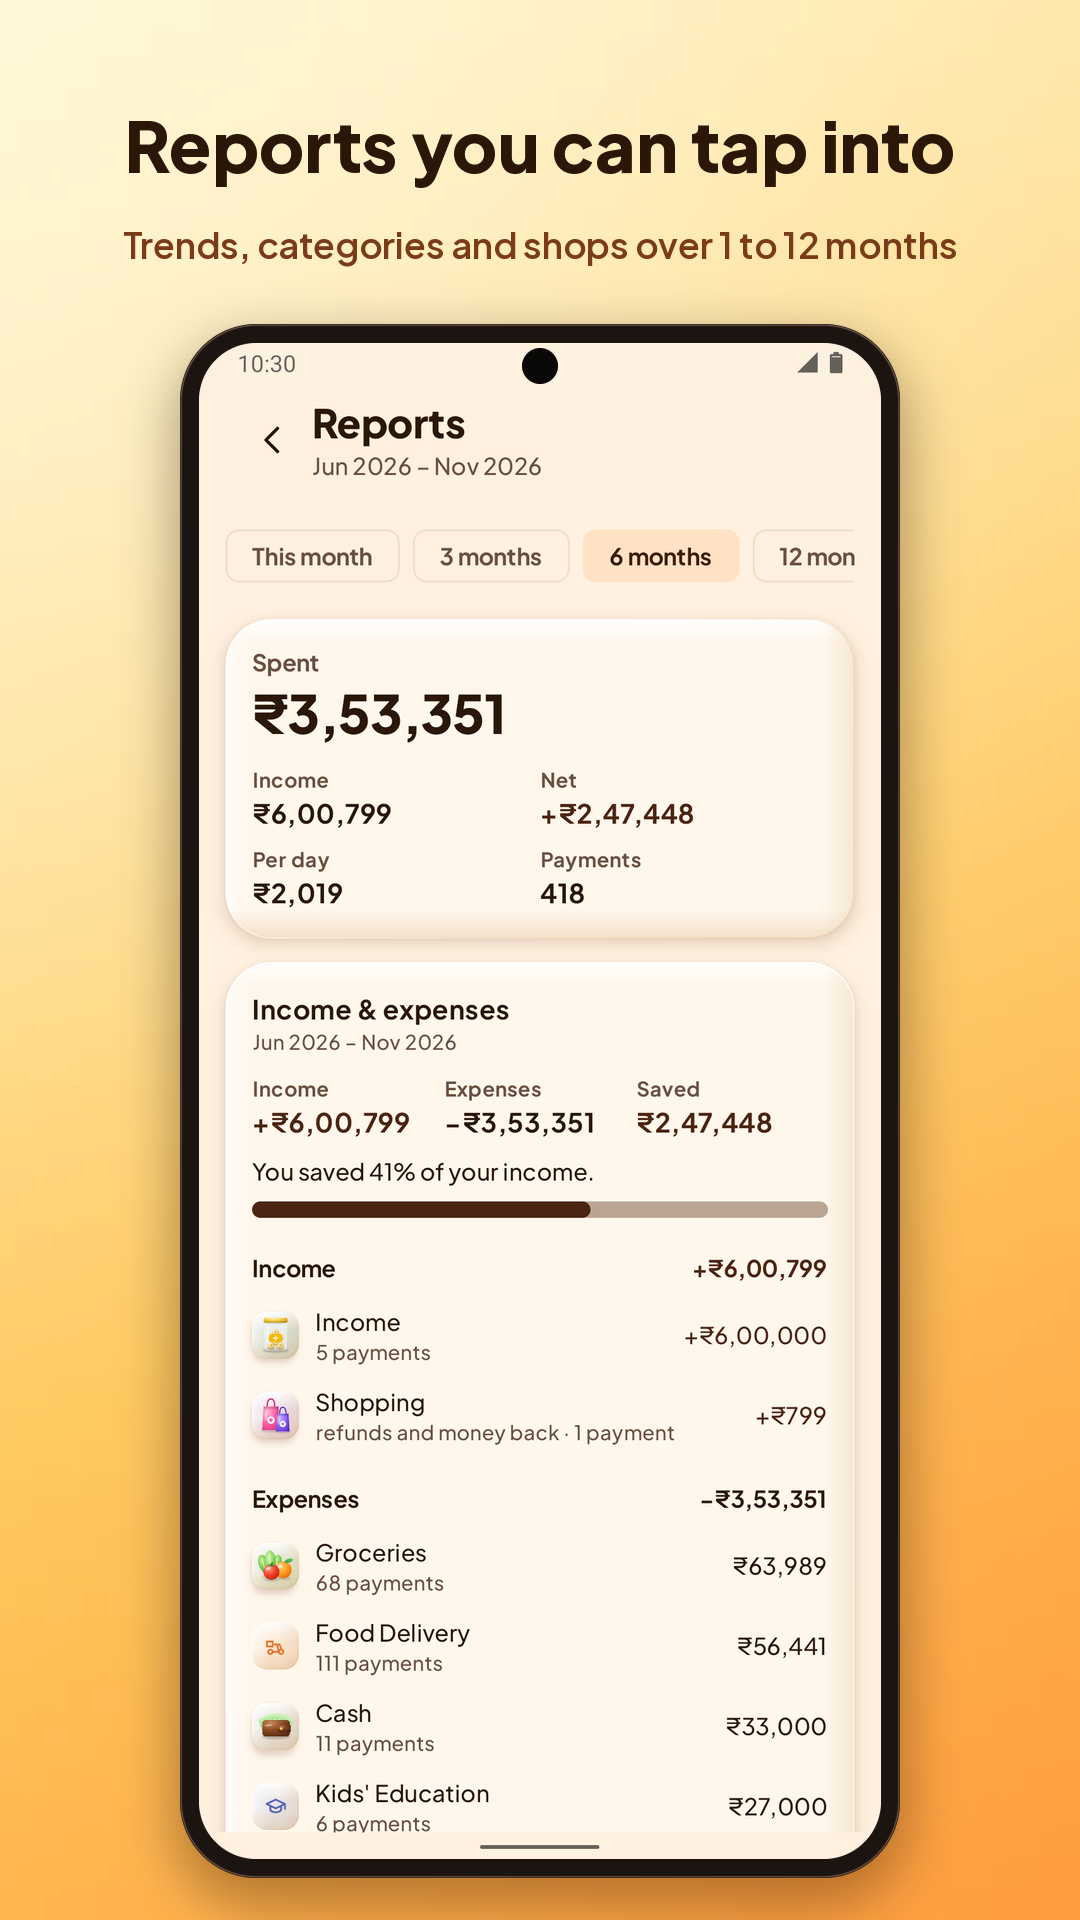 Reports you can tap into
Trends, categories and shops over 1 to 12 months
10:30
Reports
Jun 2026 – Nov 2026
This month
3 months
6 months
12 mon
Spent
₹3,53,351
Income
Net
₹6,00,799
+₹2,47,448
Per day
Payments
₹2,019
418
Income & expenses
Jun 2026 – Nov 2026
Income
Expenses
Saved
+₹6,00,799
−₹3,53,351
₹2,47,448
You saved 41% of your income.
Income
+₹6,00,799
Income
+₹6,00,000
5 payments
Shopping
+₹799
refunds and money back · 1 payment
Expenses
−₹3,53,351
Groceries
₹63,989
68 payments
Food Delivery
₹56,441
111 payments
Cash
₹33,000
11 payments
Kids' Education
₹27,000
6 payments